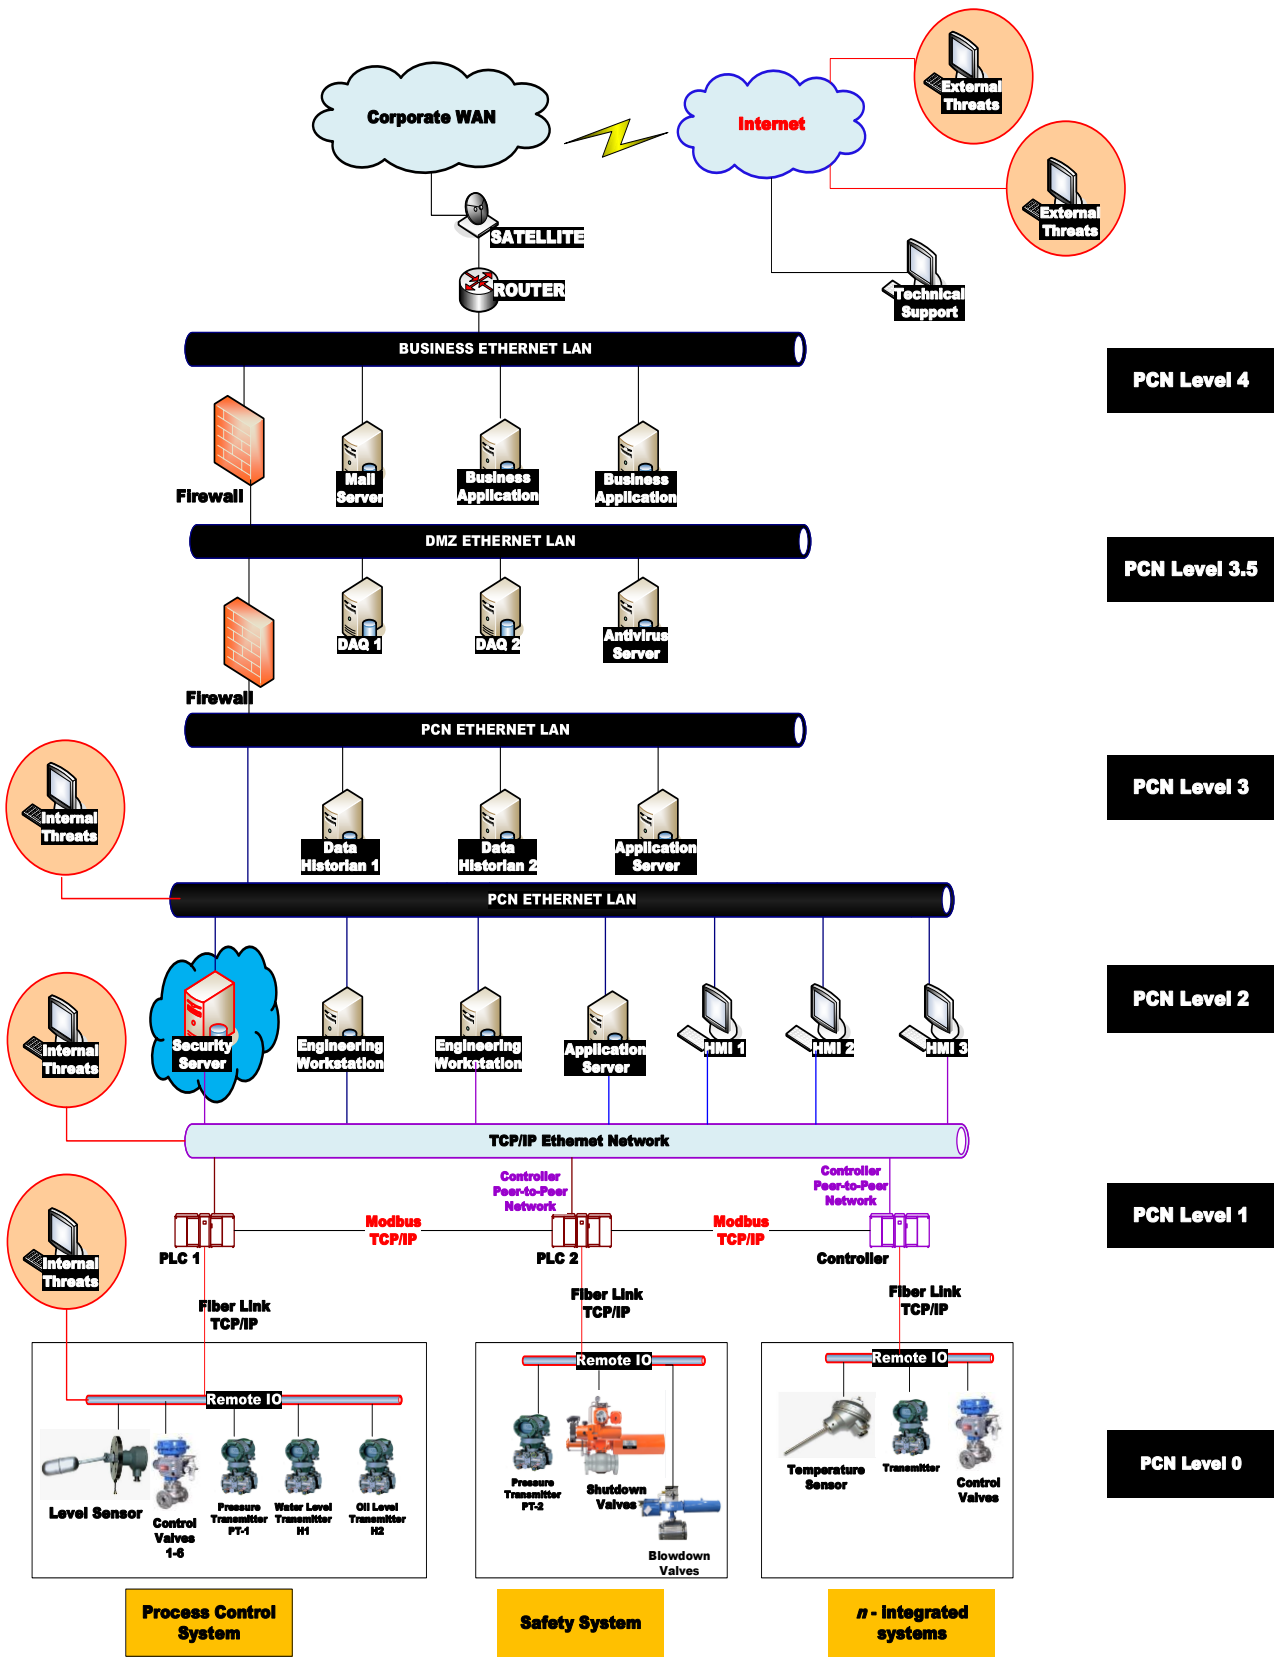 External
Threats
Corporate WAN
Internet
External
Threats
SATELLITE
ROUTER
Technical
Support
BUSINESS ETHERNET LAN
PCN Level 4
Firewall
Mail
Server
Business
Application
Business
Application
DMZ ETHERNET LAN
PCN Level 3.5
DAQ 1
DAQ 2
Antivirus
Server
Firewall
PCN ETHERNET LAN
PCN Level 3
Internal
Threats
Data
Historian 1
Data
Historian 2
Application
Server
PCN ETHERNET LAN
PCN Level 2
Internal
Threats
Security
Server
Engineering
Workstation
Engineering
Workstation
Application
Server
HMI 1
HMI 2
HMI 3
TCP/IP Ethernet Network
Controller
Peer-to-Peer
Network
Controller
Peer-to-Peer
Network
PCN Level 1
Internal
Threats
PLC 1
Modbus
TCP/IP
PLC 2
Modbus
TCP/IP
Controller
Fiber Link
TCP/IP
Fiber Link
TCP/IP
Fiber Link
TCP/IP
Remote IO
Remote IO
Remote IO
PCN Level 0
Level Sensor
Control
Valves
1-6
Pressure
Transmitter
PT-1
Water Level
Transmitter
H1
Oil Level
Transmitter
H2
Pressure
Transmitter
PT-2
Shutdown
Valves
Blowdown
Valves
Temperature
Sensor
Transmitter
Control
Valves
Process Control
System
Safety System
n - integrated
systems